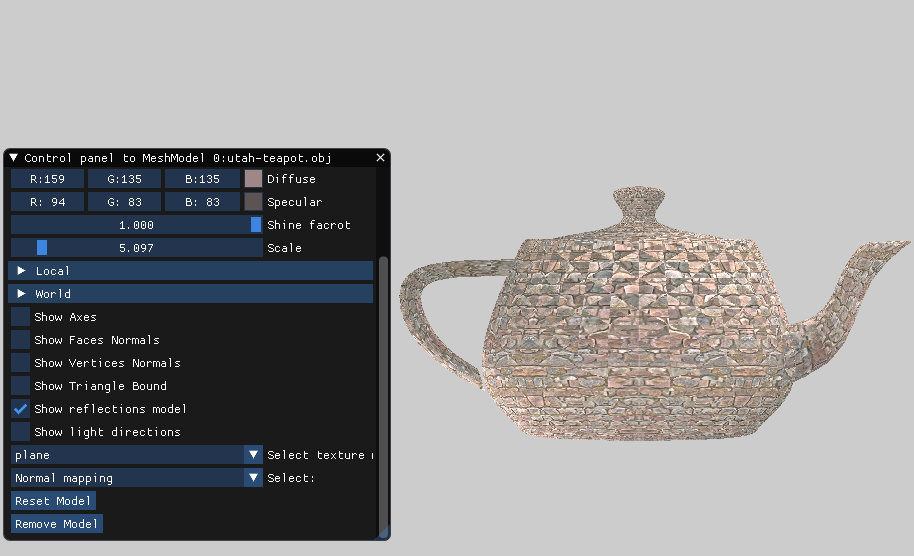 Control panel to MeshModel 0:utah-teapot.obj
R:159 G:135 B:135 Diffuse
R: 94 G: 83 B: 83 Specular
1.000 Shine facrot
5.097 Scale
Local
World
Show Axes
Show Faces Normals
Show Vertices Normals
Show Triangle Bound
Show reflections model
Show light directions
plane Select texture
Normal mapping Select:
Reset Model
Remove Model